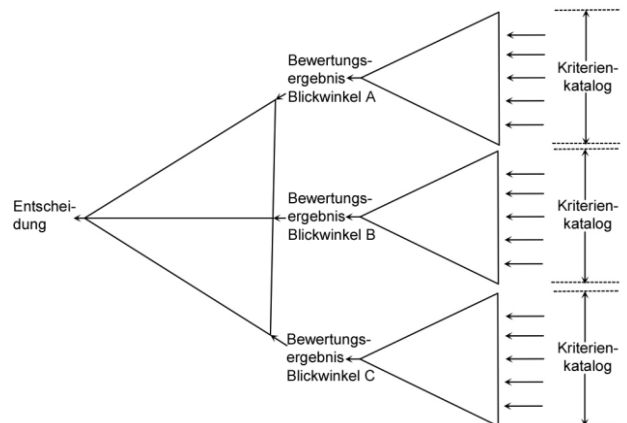 Bewertungs-
ergebnis
Blickwinkel A
Kriterien-
katalog
Entschei-
dung
Bewertungs-
ergebnis
Blickwinkel B
Kriterien-
katalog
Bewertungs-
ergebnis
Blickwinkel C
Kriterien-
katalog